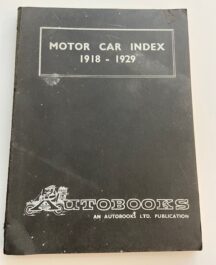 MOTOR CAR INDEX
1918 - 1929
AUTOBOOKS
AN AUTOBOOKS LTD. PUBLICATION